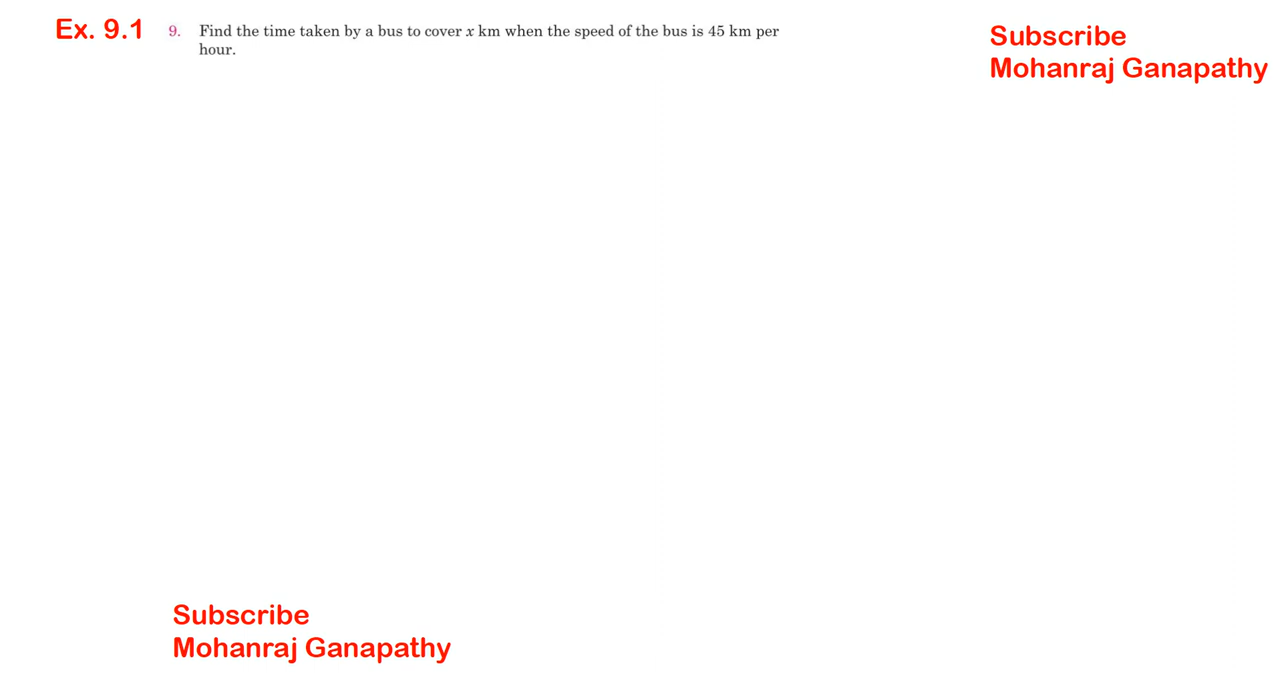 Ex. 9.1 9. Find the time taken by a bus to cover x km when the speed of the bus is 45 km per
hour.
Subscribe
Mohanraj Ganapathy
Subscribe
Mohanraj Ganapathy